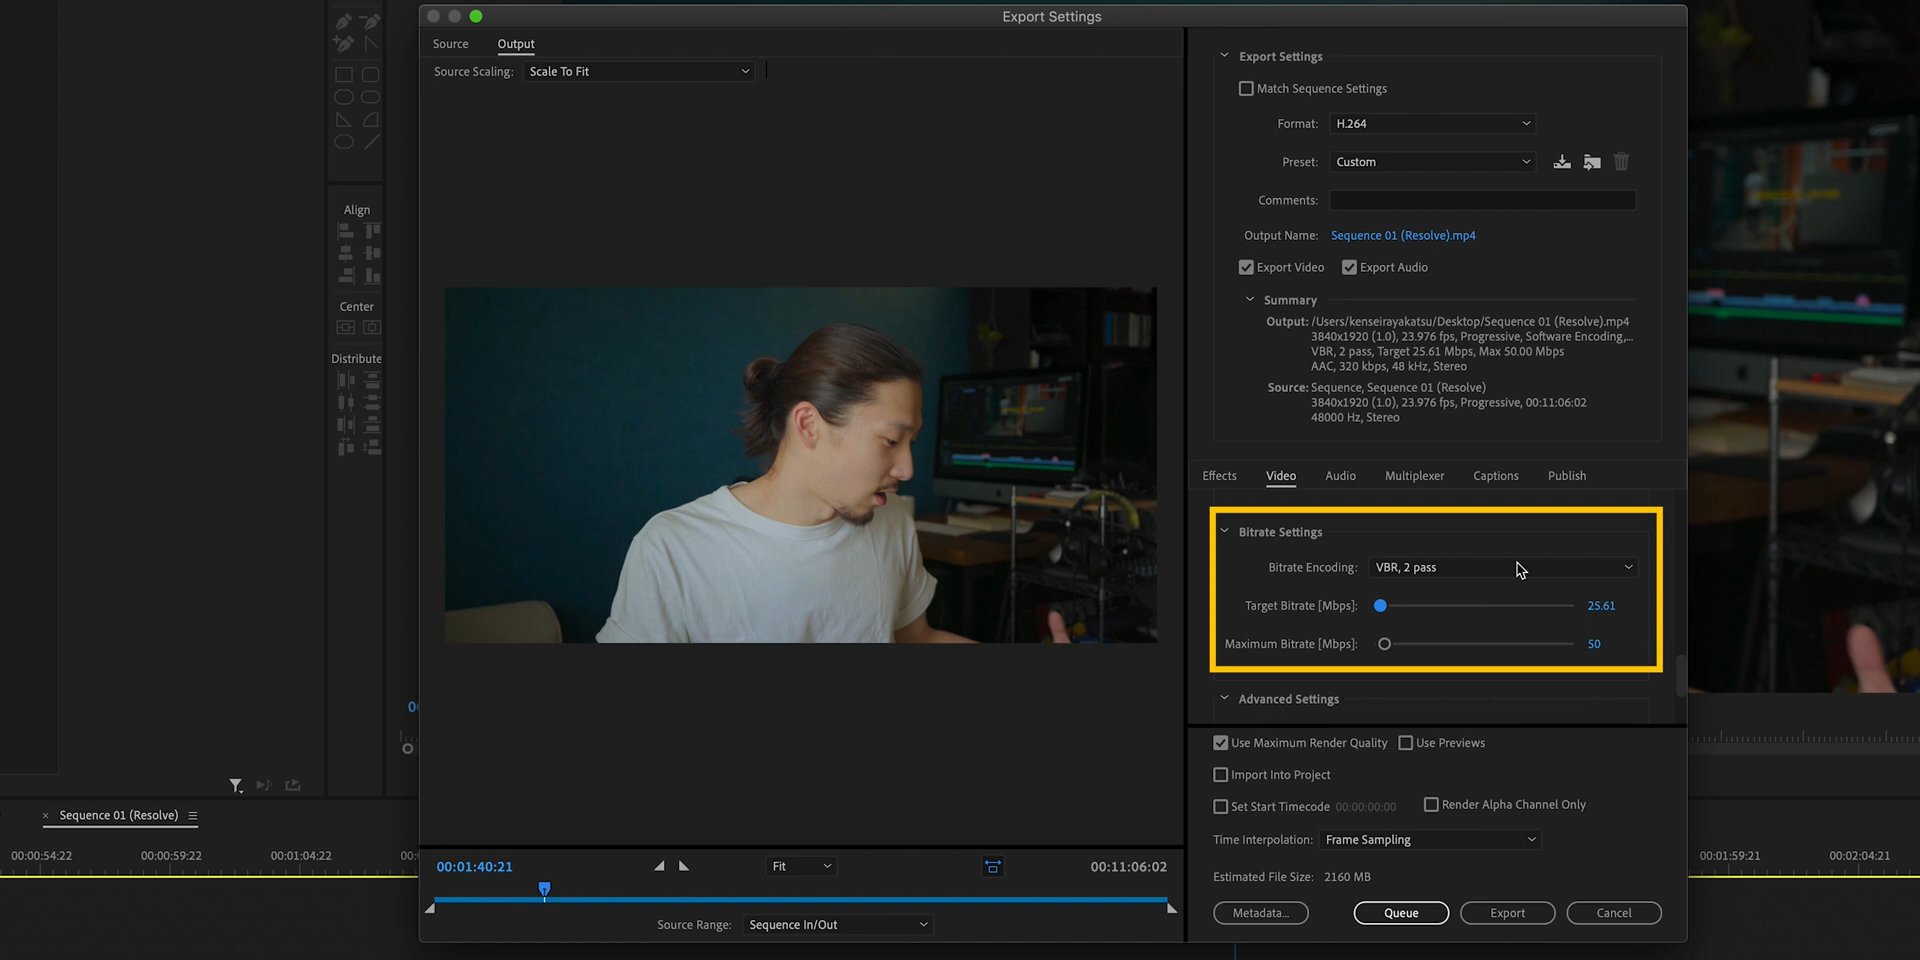 Export Settings
Source
Output
Source Scaling:
Scale To Fit
Export Settings
Match Sequence Settings
Format:
H.264
Preset:
Custom
Comments:
Output Name:
Sequence 01 (Resolve).mp4
Export Video
Export Audio
Summary
Output: /Users/kenseirayakatsu/Desktop/Sequence 01 (Resolve).mp4
3840x1920 (1.0), 23.976 fps, Progressive, Software Encoding,...
VBR, 2 pass, Target 25.61 Mbps, Max 50.00 Mbps
AAC, 320 kbps, 48 kHz, Stereo
Source: Sequence, Sequence 01 (Resolve)
3840x1920 (1.0), 23.976 fps, Progressive, 00:11:06:02
48000 Hz, Stereo
Effects
Video
Audio
Multiplexer
Captions
Publish
Bitrate Settings
Bitrate Encoding:
VBR, 2 pass
Target Bitrate [Mbps]:
25.61
Maximum Bitrate [Mbps]:
50
Advanced Settings
Use Maximum Render Quality
Use Previews
Import Into Project
Set Start Timecode
00:00:00:00
Render Alpha Channel Only
Time Interpolation:
Frame Sampling
Estimated File Size:
2160 MB
Metadata...
Queue
Export
Cancel
00:01:40:21
Fit
00:11:06:02
Source Range:
Sequence In/Out
Align
Center
Distribute
Sequence 01 (Resolve)
00:00:54:22
00:00:59:22
00:01:04:22
00:01:59:21
00:02:04:21